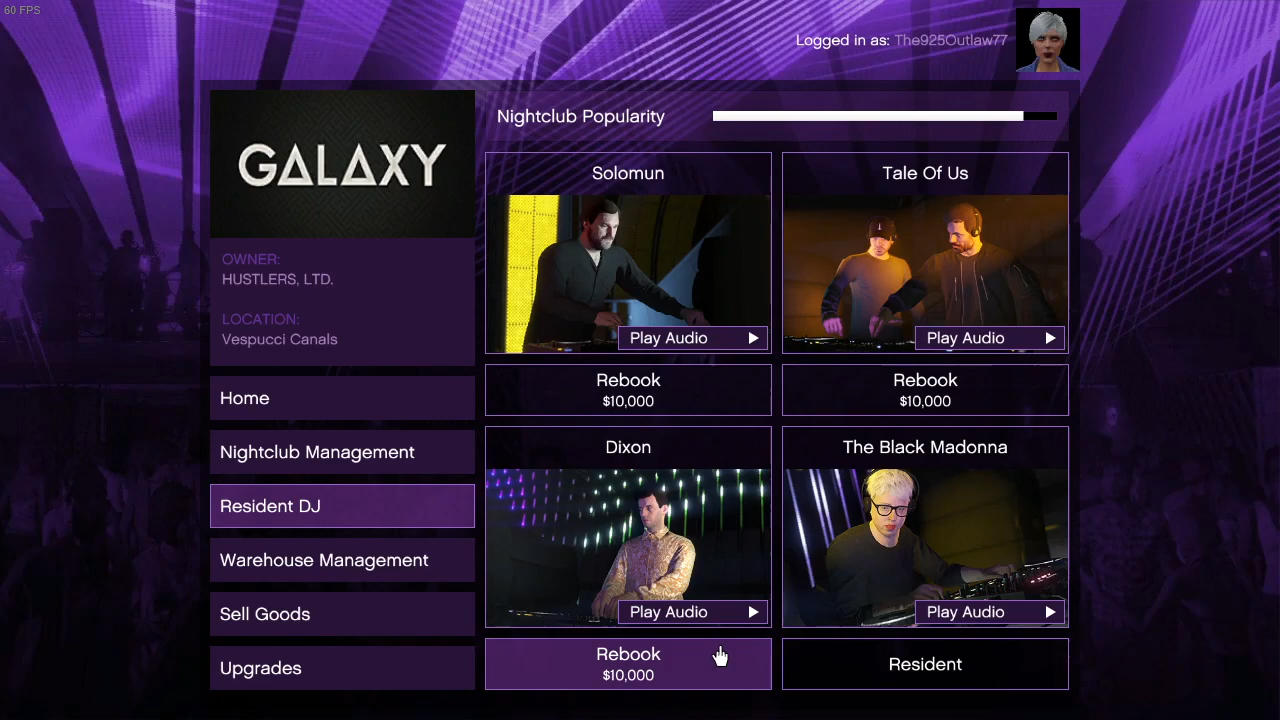 60 FPS
Logged in as: The925Outlaw77
GALAXY
OWNER:
HUSTLERS, LTD.
LOCATION:
Vespucci Canals
Home
Nightclub Management
Resident DJ
Warehouse Management
Sell Goods
Upgrades
Nightclub Popularity
Solomun
Play Audio
Rebook
$10,000
Tale Of Us
Play Audio
Rebook
$10,000
Dixon
Play Audio
Rebook
$10,000
The Black Madonna
Play Audio
Resident